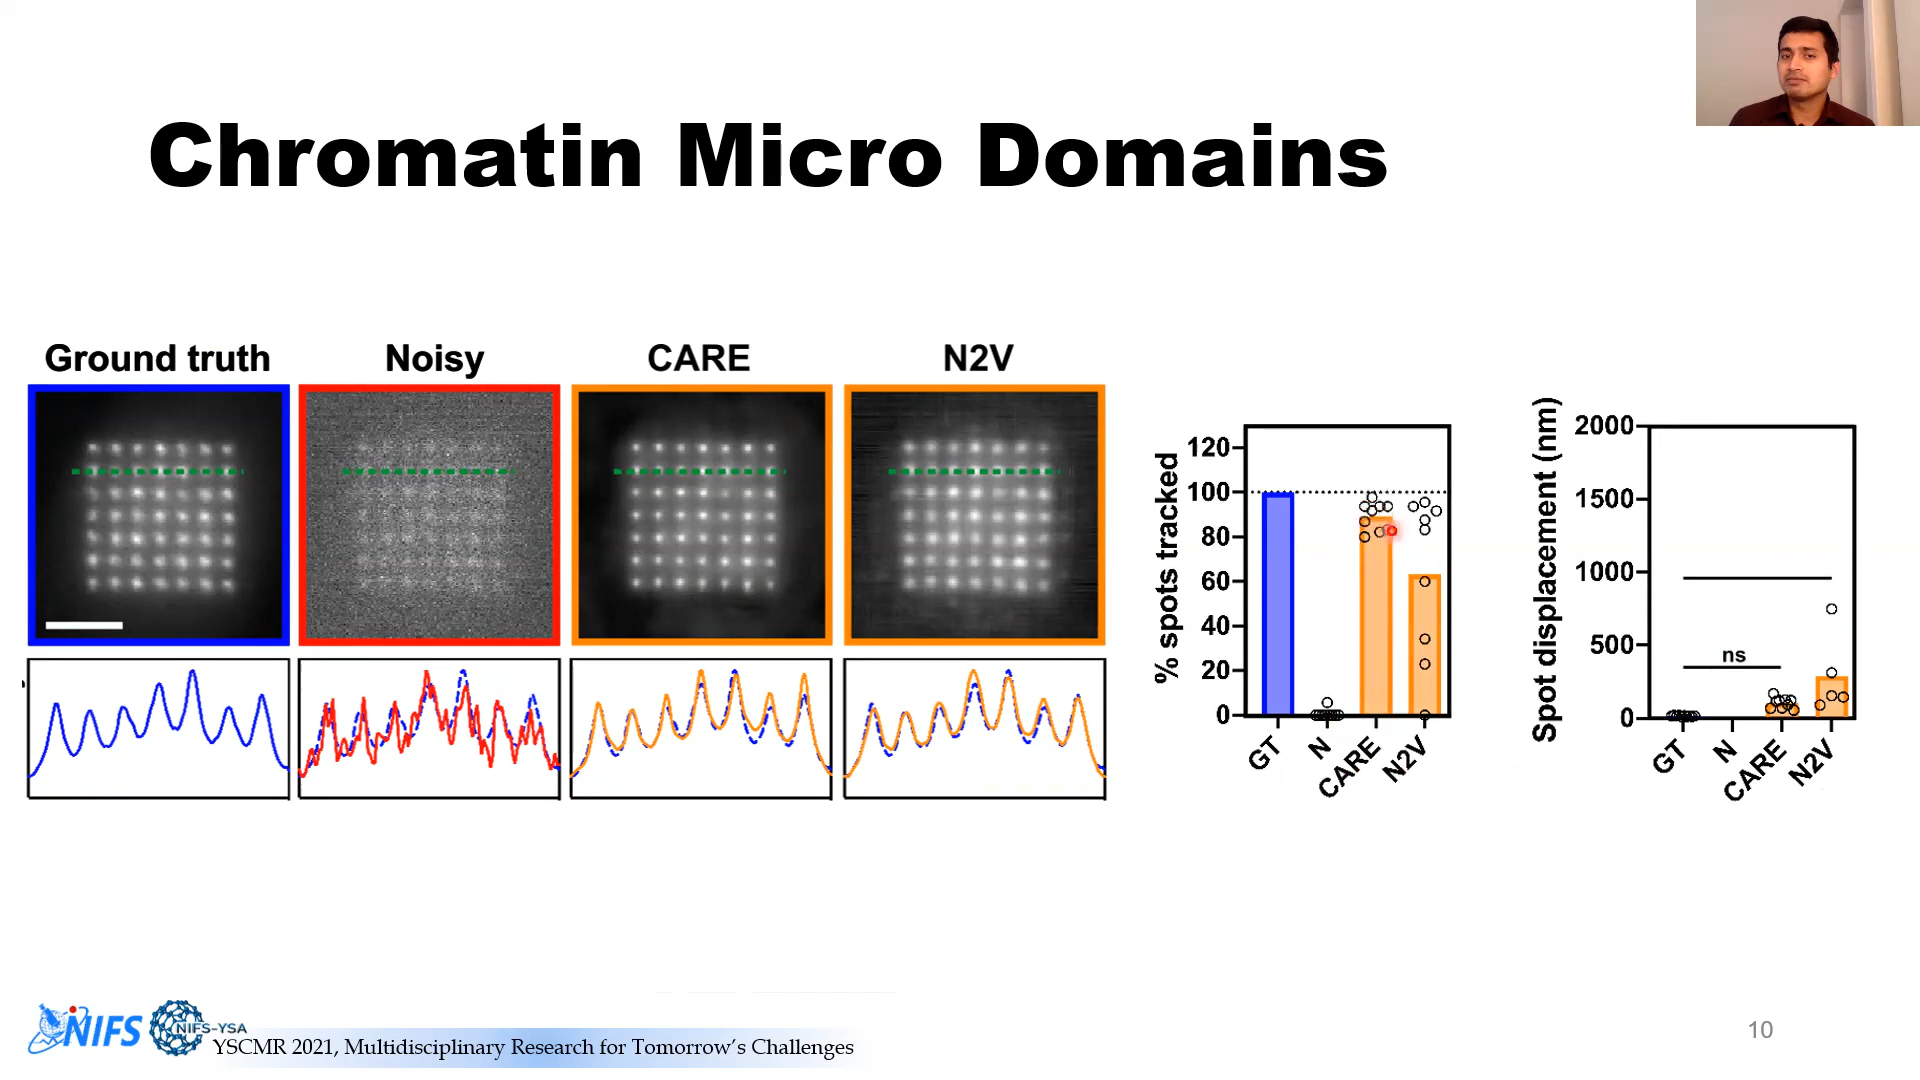 Chromatin Micro Domains
Ground truth
Noisy
CARE
N2V
% spots tracked
120
100
80
60
40
20
0
GT
N
CARE
N2V
Spot displacement (nm)
2000
1500
1000
500
0
ns
GT
N
CARE
N2V
NIFS
NIFS-YSA
YSCMR 2021, Multidisciplinary Research for Tomorrow's Challenges
10